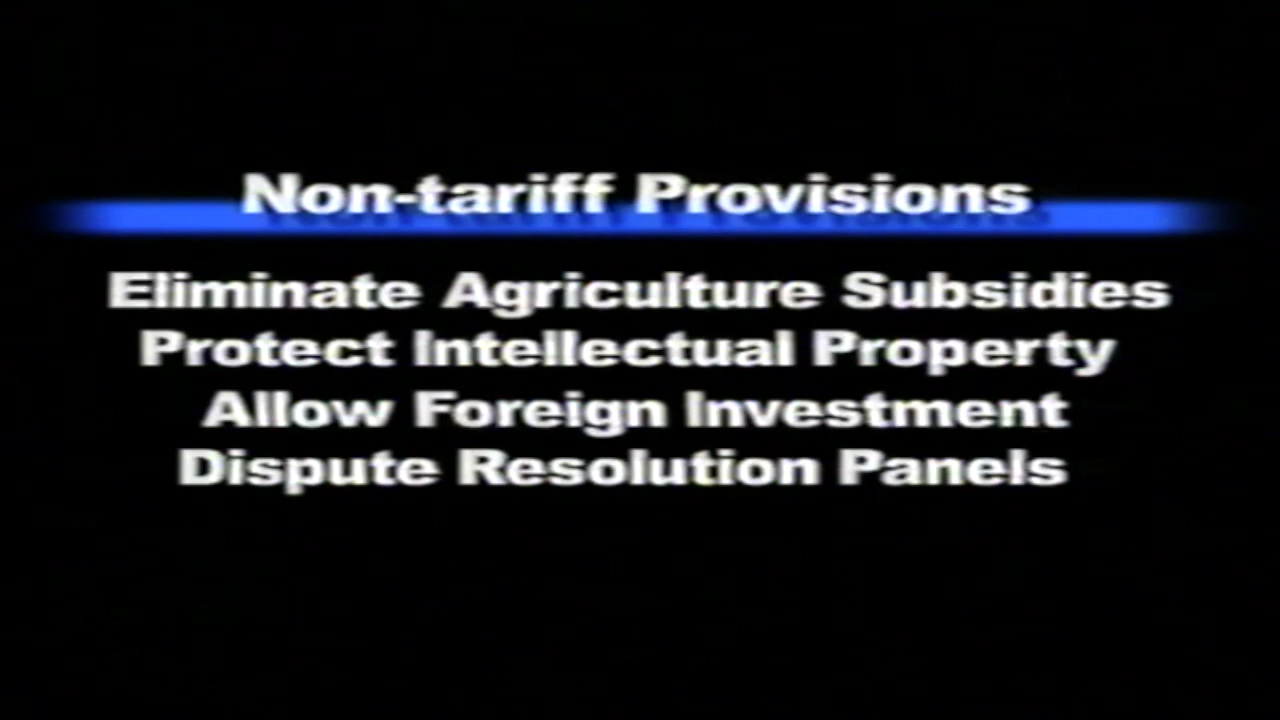 Non-tariff Provisions
Eliminate Agriculture Subsidies
Protect Intellectual Property
Allow Foreign Investment
Dispute Resolution Panels